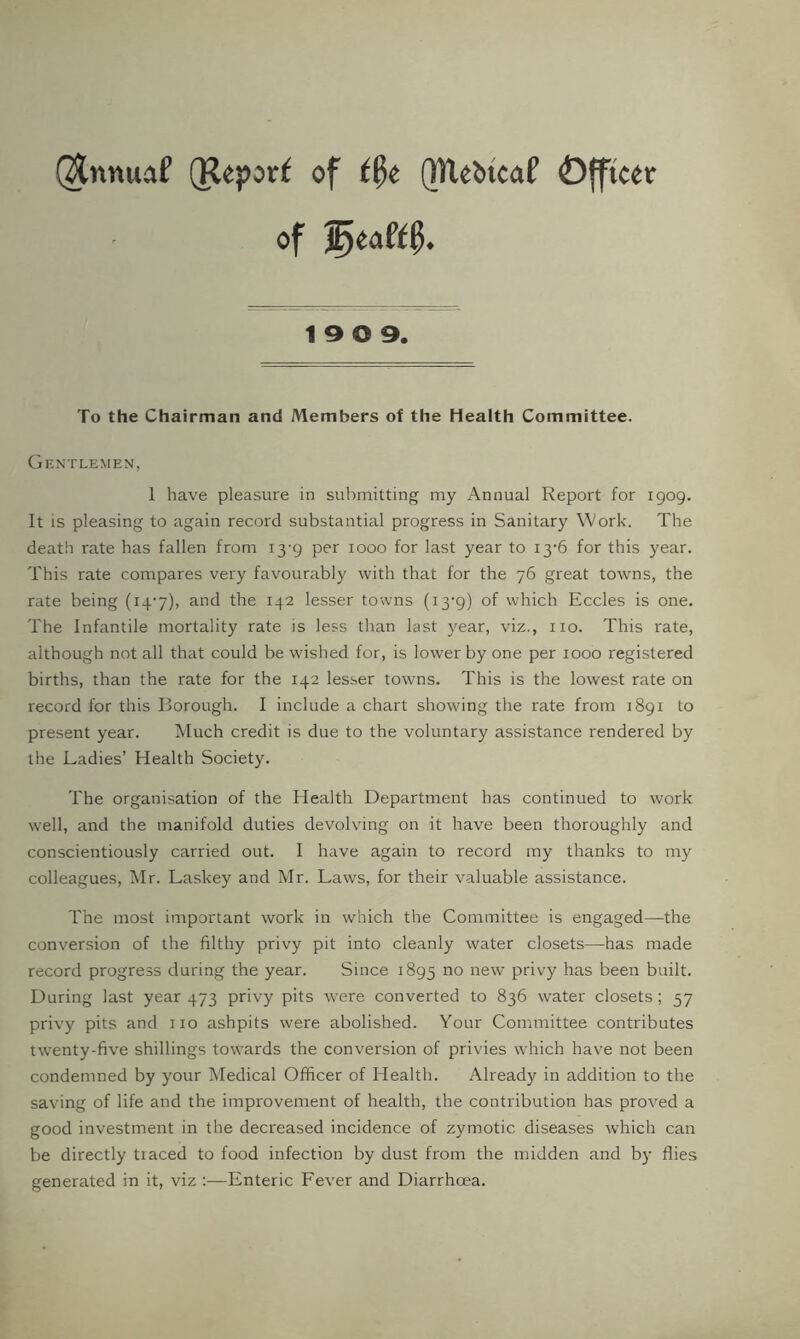 Annual Report of the Medical Officer
of Health.
1909.
To the Chairman and Members of the Health Committee.
GENTLEMEN,
I have pleasure in submitting my Annual Report for 1909.
It is pleasing to again record substantial progress in Sanitary Work. The
death rate has fallen from 13·9 per 1000 for last year to 13·6 for this year.
This rate compares very favourably with that for the 76 great towns, the
rate being (14·7), and the 142 lesser towns (13·9) of which Eccles is one.
The Infantile mortality rate is less than last year, viz., 110. This rate,
although not all that could be wished for, is lower by one per 1000 registered
births, than the rate for the 142 lesser towns. This is the lowest rate on
record for this Borough. I include a chart showing the rate from 1891 to
present year. Much credit is due to the voluntary assistance rendered by
the Ladies' Health Society.
The organisation of the Health Department has continued to work
well, and the manifold duties devolving on it have been thoroughly and
conscientiously carried out. I have again to record my thanks to my
colleagues, Mr. Laskey and Mr. Laws, for their valuable assistance.
The most important work in which the Committee is engaged—the
conversion of the filthy privy pit into cleanly water closets—has made
record progress during the year. Since 1895 no new privy has been built.
During last year 473 privy pits were converted to 836 water closets; 57
privy pits and 110 ashpits were abolished. Your Committee contributes
twenty-five shillings towards the conversion of privies which have not been
condemned by your Medical Officer of Health. Already in addition to the
saving of life and the improvement of health, the contribution has proved a
good investment in the decreased incidence of zymotic diseases which can
be directly traced to food infection by dust from the midden and by flies
generated in it, viz :—Enteric Fever and Diarrhœa.